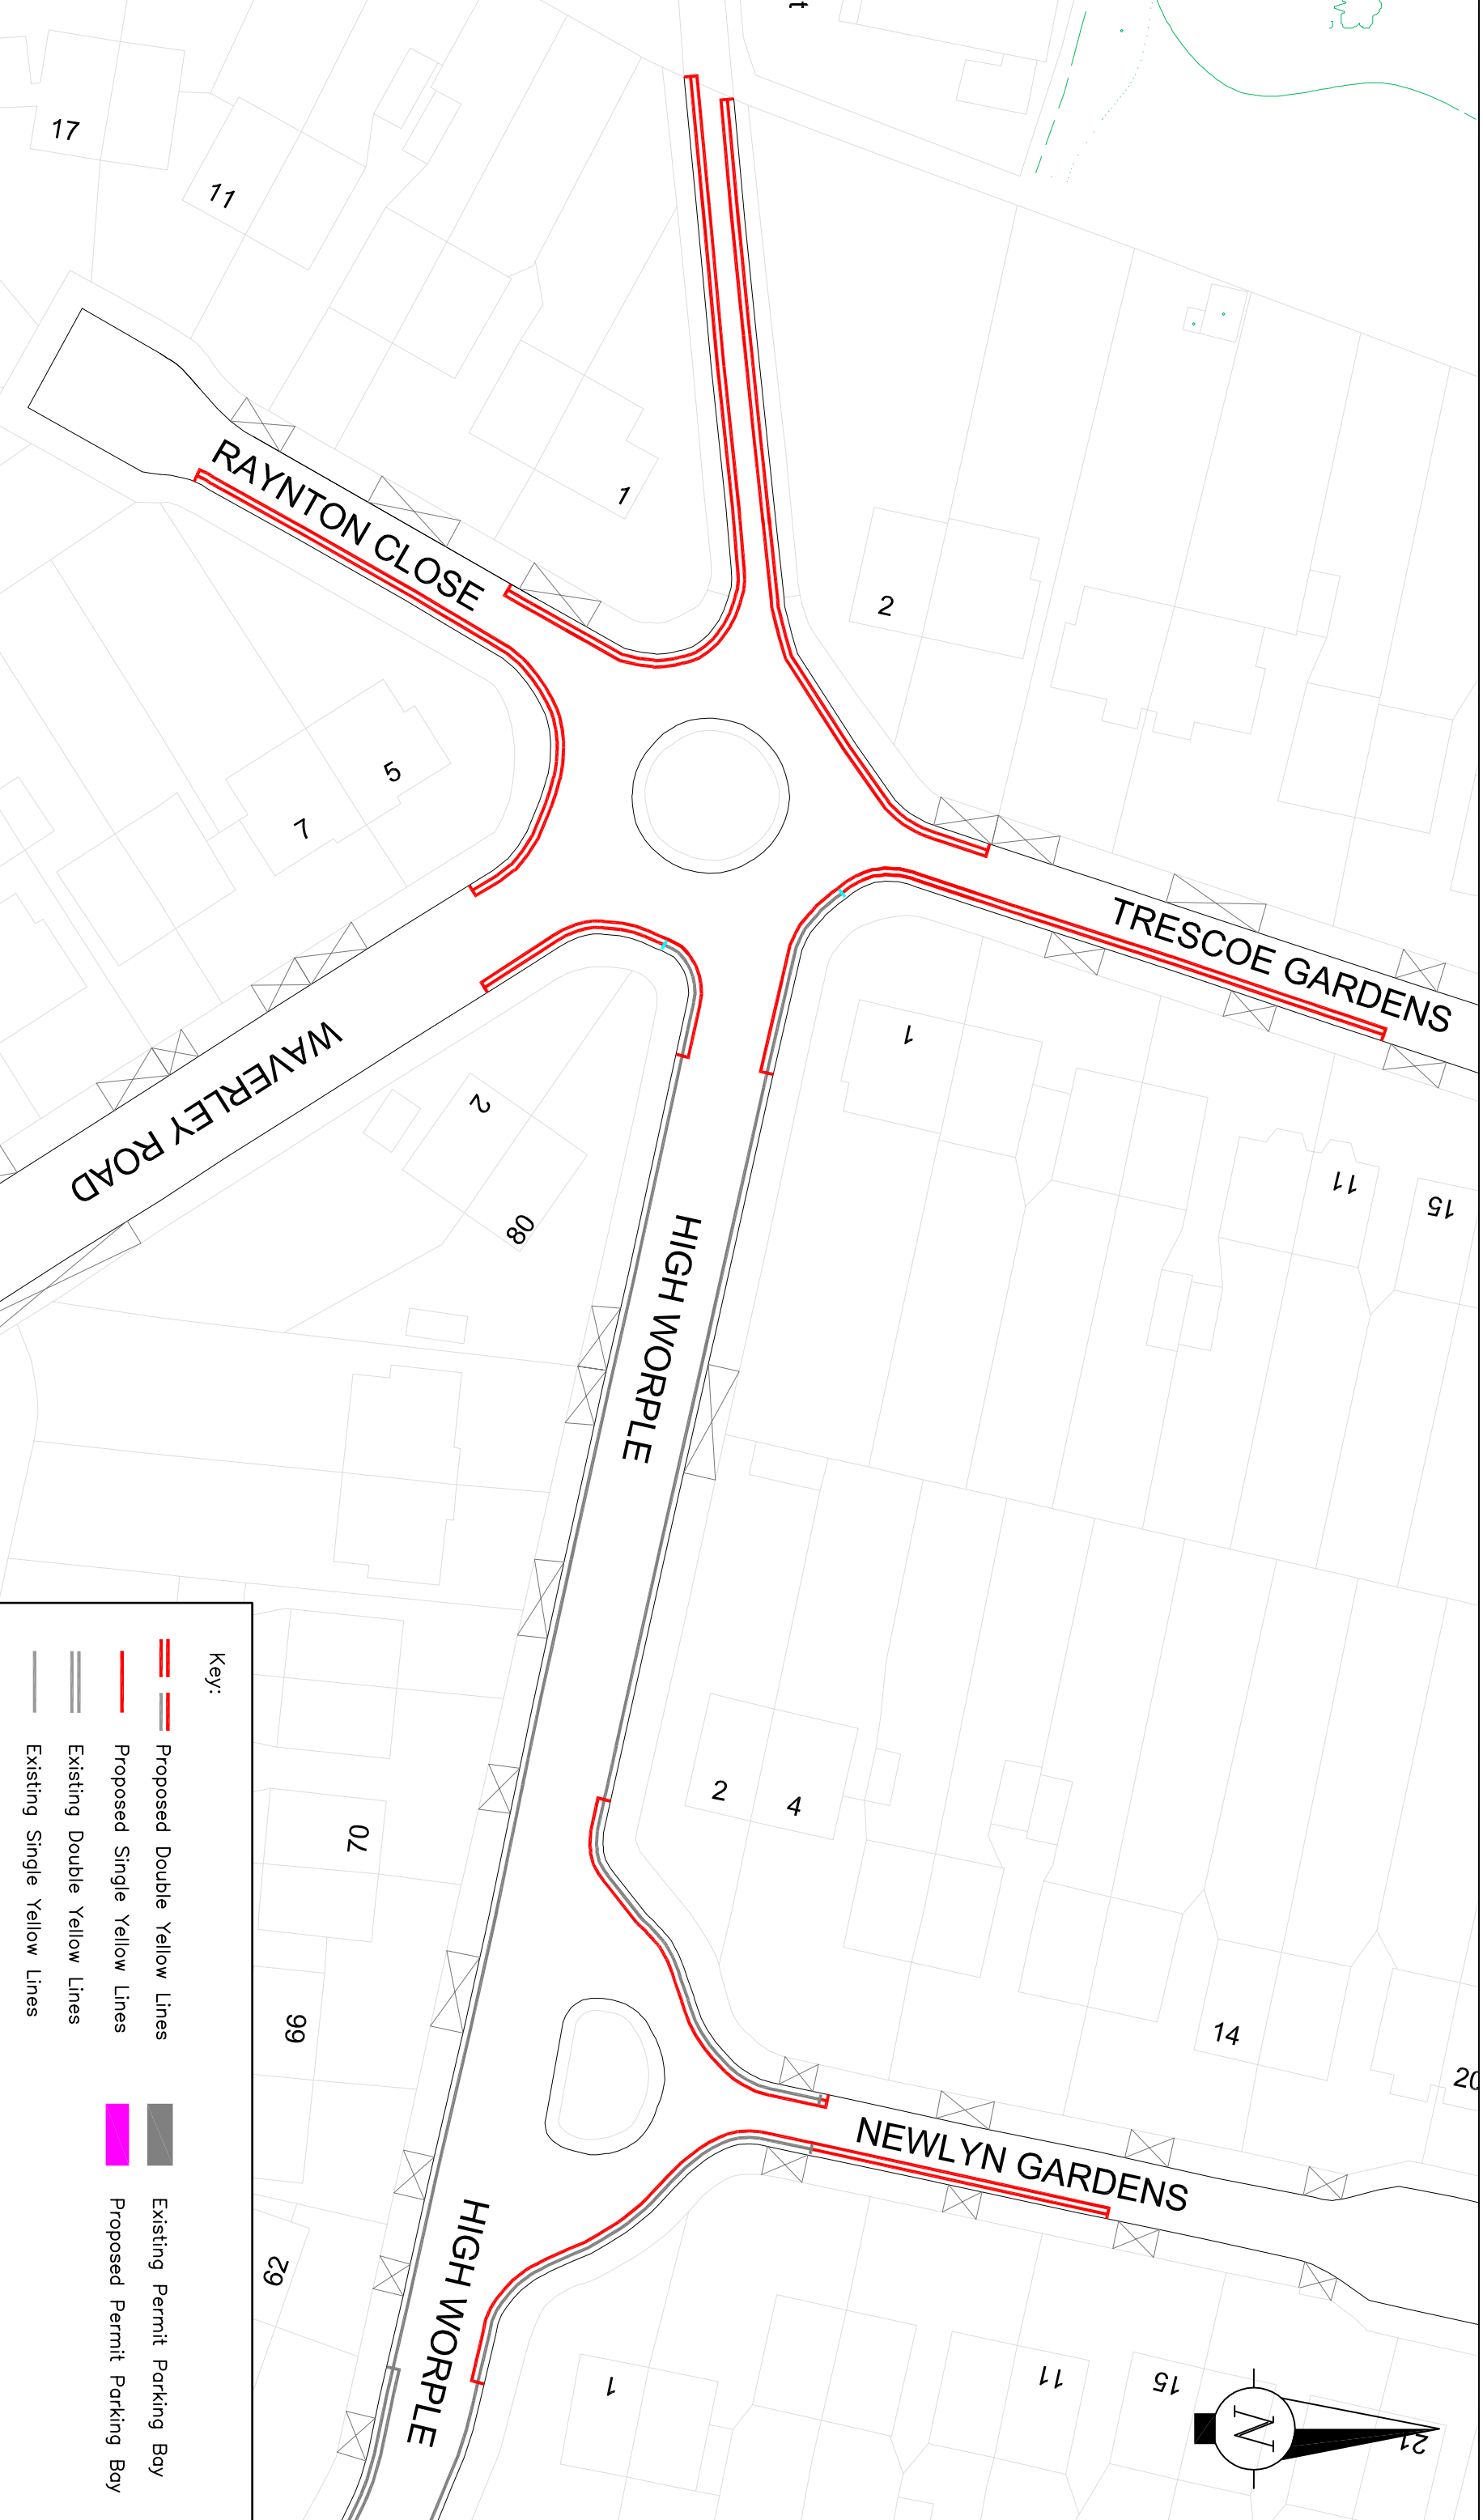 t
17
11
1
RAYNTON CLOSE
2
5
7
TRESCOE GARDENS
WAVERLEY ROAD
1
2
80
11
15
HIGH WORPLE
2
4
70
66
14
20
NEWLYN GARDENS
62
HIGH WORPLE
1
11
15
21
N
Key:
Proposed Double Yellow Lines
Proposed Single Yellow Lines
Existing Double Yellow Lines
Existing Single Yellow Lines
Existing Permit Parking Bay
Proposed Permit Parking Bay